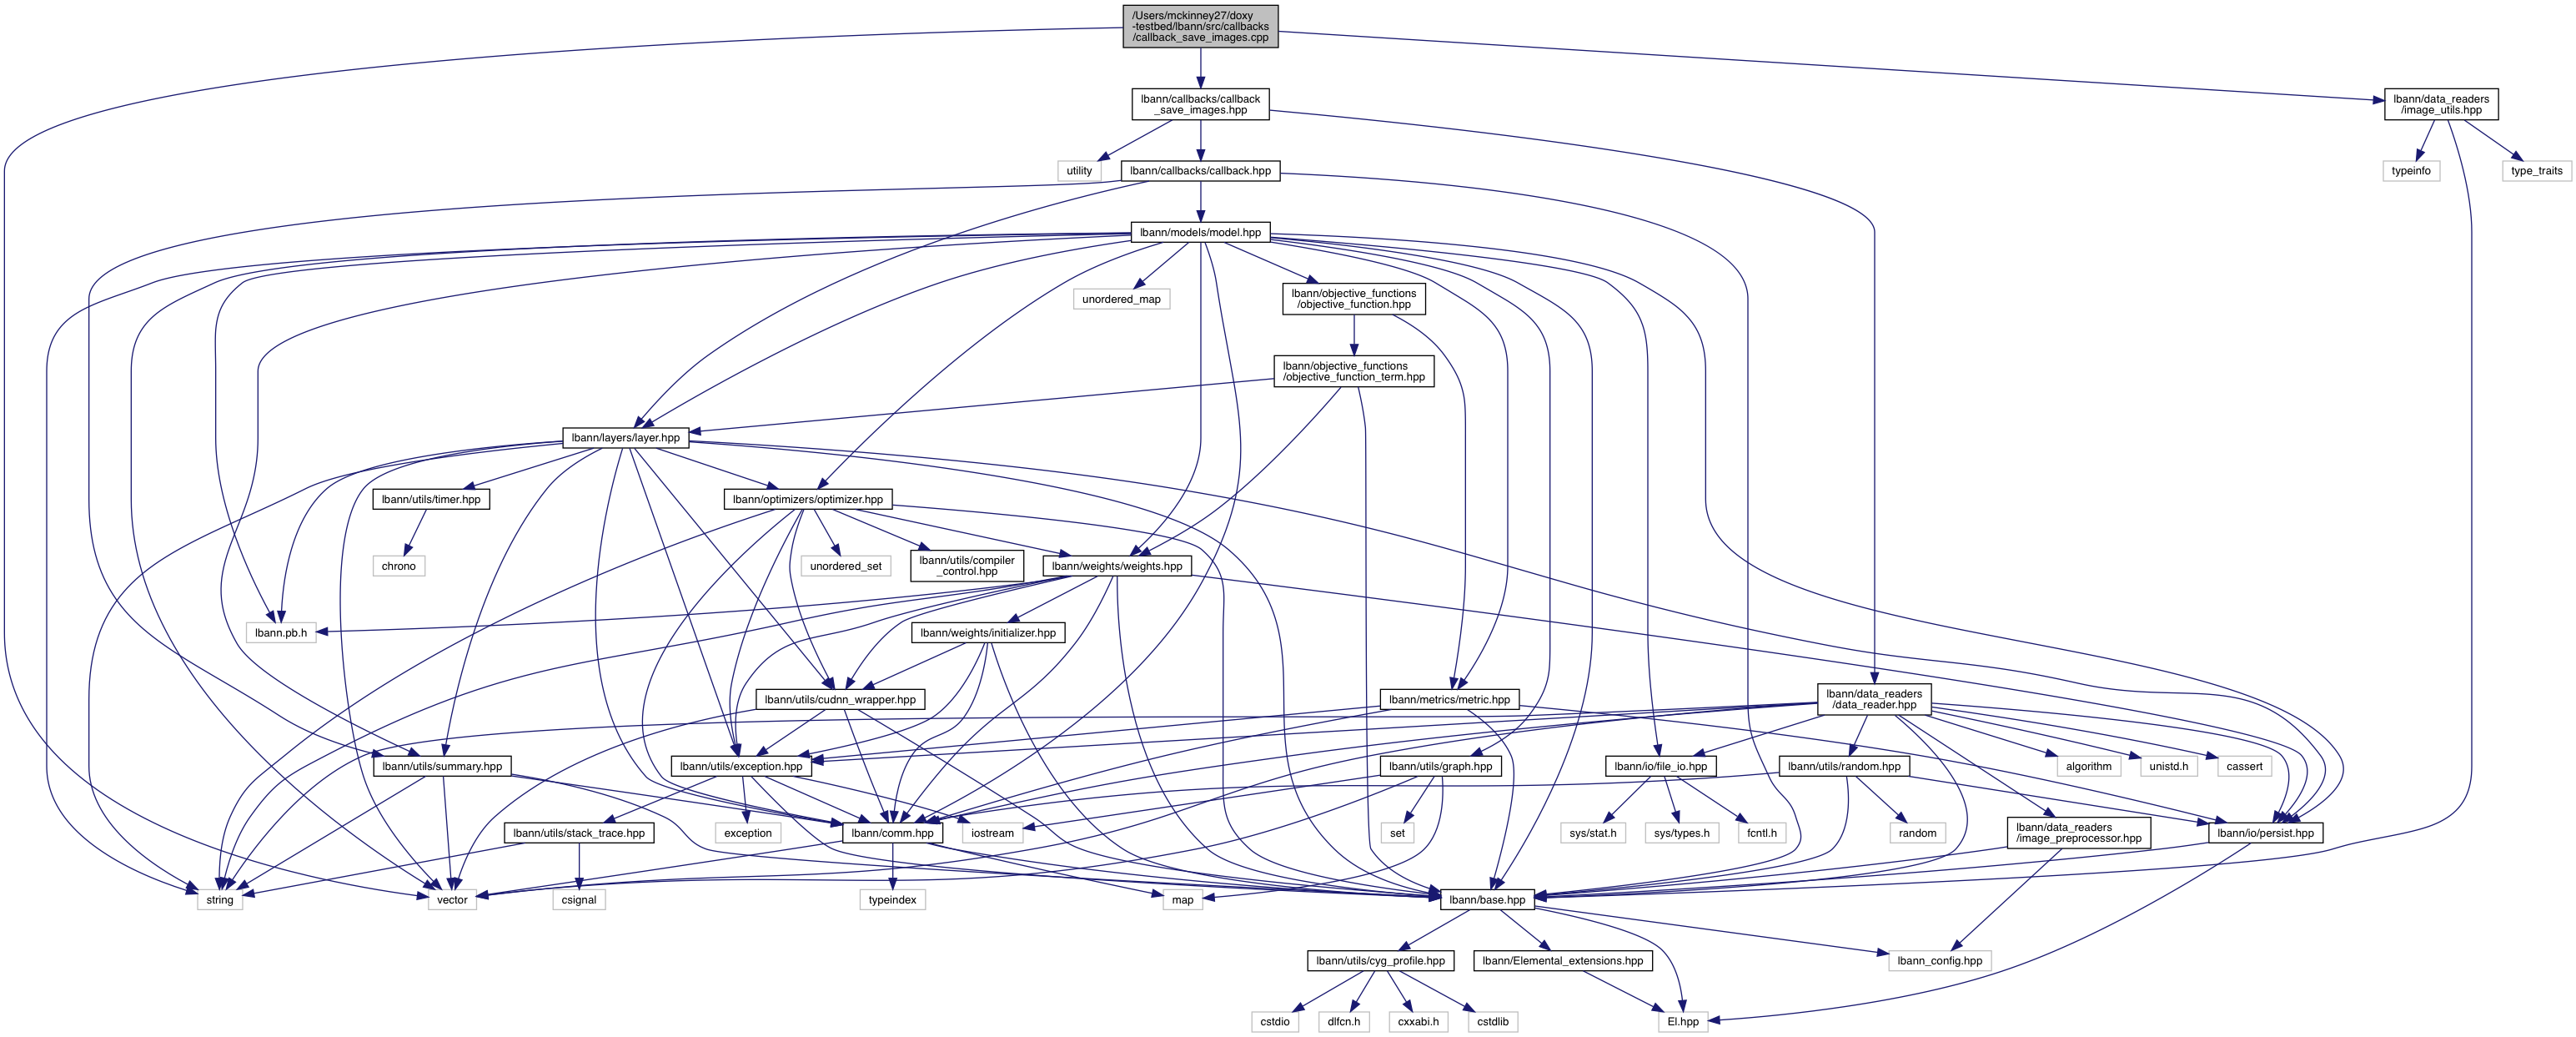 /Users/mckinney27/doxy
-testbed/lbann/src/callbacks
/callback_save_images.cpp
lbann/callbacks/callback
_save_images.hpp
lbann/data_readers
/image_utils.hpp
utility
lbann/callbacks/callback.hpp
typeinfo
type_traits
lbann/models/model.hpp
unordered_map
lbann/objective_functions
/objective_function.hpp
lbann/objective_functions
/objective_function_term.hpp
lbann/layers/layer.hpp
lbann/utils/timer.hpp
lbann/optimizers/optimizer.hpp
chrono
unordered_set
lbann/utils/compiler
_control.hpp
lbann/weights/weights.hpp
lbann.pb.h
lbann/weights/initializer.hpp
lbann/utils/cudnn_wrapper.hpp
lbann/metrics/metric.hpp
lbann/data_readers
/data_reader.hpp
lbann/utils/summary.hpp
lbann/utils/exception.hpp
lbann/utils/graph.hpp
lbann/io/file_io.hpp
lbann/utils/random.hpp
algorithm
unistd.h
cassert
lbann/utils/stack_trace.hpp
exception
lbann/comm.hpp
iostream
set
sys/stat.h
sys/types.h
fcntl.h
random
lbann/data_readers
/image_preprocessor.hpp
lbann/io/persist.hpp
string
vector
csignal
typeindex
map
lbann/base.hpp
lbann/utils/cyg_profile.hpp
lbann/Elemental_extensions.hpp
lbann_config.hpp
cstdio
dlfcn.h
cxxabi.h
cstdlib
El.hpp